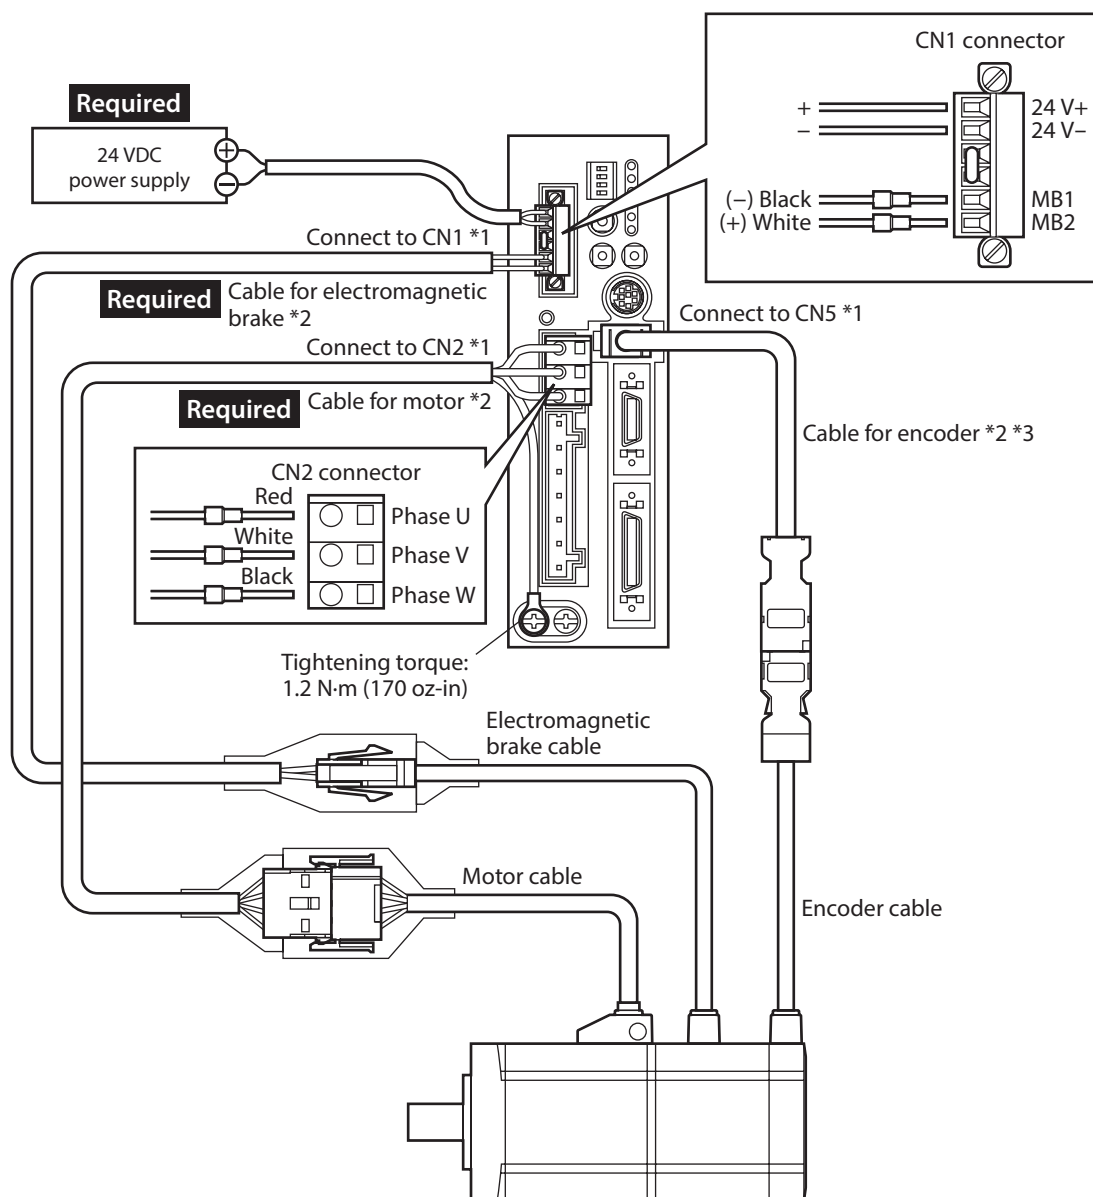 CN1 connector
+
24 V+
−
24 V−
(−) Black
MB1
(+) White
MB2
Required
24 VDC
power supply
+
−
Connect to CN1 *1
Required
Cable for electromagnetic
brake *2
Connect to CN5 *1
Connect to CN2 *1
Required
Cable for motor *2
Cable for encoder *2 *3
CN2 connector
Red
Phase U
White
Phase V
Black
Phase W
Tightening torque:
1.2 N·m (170 oz-in)
Electromagnetic
brake cable
Motor cable
Encoder cable